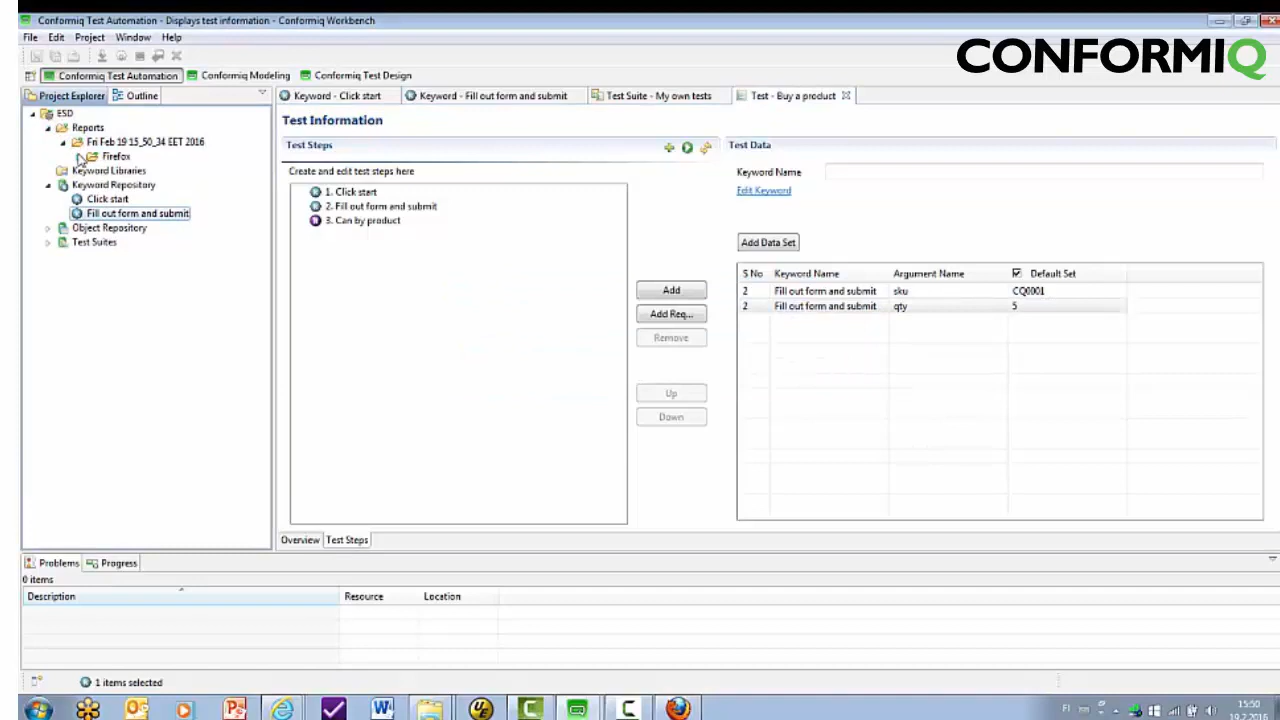 Conformiq Test Automation - Displays test information - Conformiq Workbench
File Edit Project Window Help
CONFORMIQ
Conformiq Test Automation Conformiq Modeling Conformiq Test Design
Project Explorer Outline
Keyword - Click start Keyword - Fill out form and submit Test Suite - My own tests Test - Buy a product
ESD
Reports
Fri Feb 19 15_50_34 EET 2016
Firefox
Keyword Libraries
Keyword Repository
Click start
Fill out form and submit
Object Repository
Test Suites
Test Information
Test Steps
Create and edit test steps here
1. Click start
2. Fill out form and submit
3. Can by product
Add
Add Req...
Remove
Up
Down
Overview Test Steps
Test Data
Keyword Name
Edit Keyword
Add Data Set
S No Keyword Name Argument Name Default Set
2 Fill out form and submit sku CQ0001
2 Fill out form and submit qty 5
Problems Progress
0 items
Description Resource Location
1 items selected
FI
15:50
19.2.2016